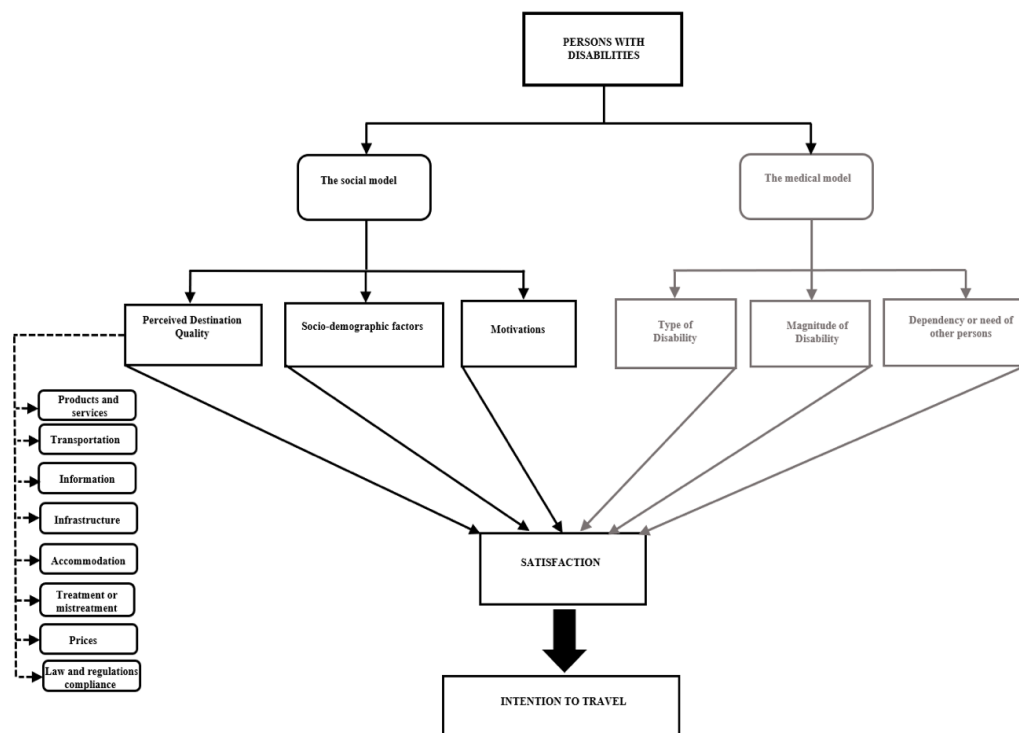 PERSONS WITH
DISABILITIES
The social model
The medical model
Perceived Destination
Quality
Socio-demographic factors
Motivations
Type of
Disability
Magnitude of
Disability
Dependency or need of
other persons
Products and
services
Transportation
Information
Infrastructure
Accommodation
Treatment or
mistreatment
Prices
Law and regulations
compliance
SATISFACTION
INTENTION TO TRAVEL